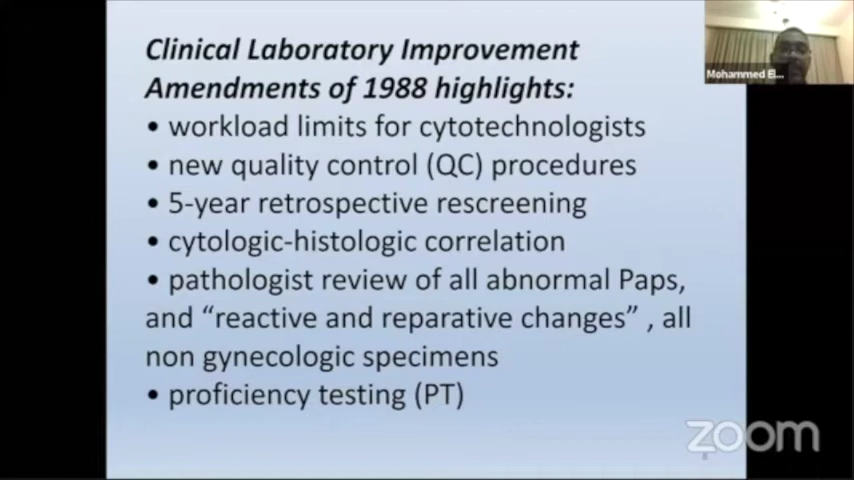 Clinical Laboratory Improvement
Amendments of 1988 highlights:
• workload limits for cytotechnologists
• new quality control (QC) procedures
• 5-year retrospective rescreening
• cytologic-histologic correlation
• pathologist review of all abnormal Paps,
and “reactive and reparative changes” , all
non gynecologic specimens
• proficiency testing (PT)
Mohammed El...
zoom